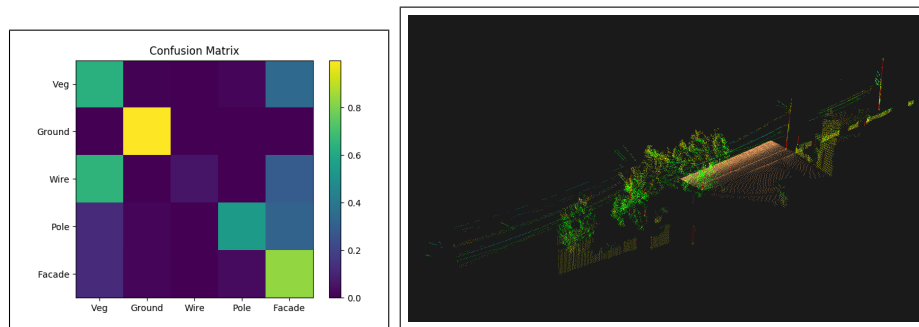 Confusion Matrix
Veg
Ground
Wire
Pole
Facade
Veg Ground Wire Pole Facade
0.8
0.6
0.4
0.2
0.0